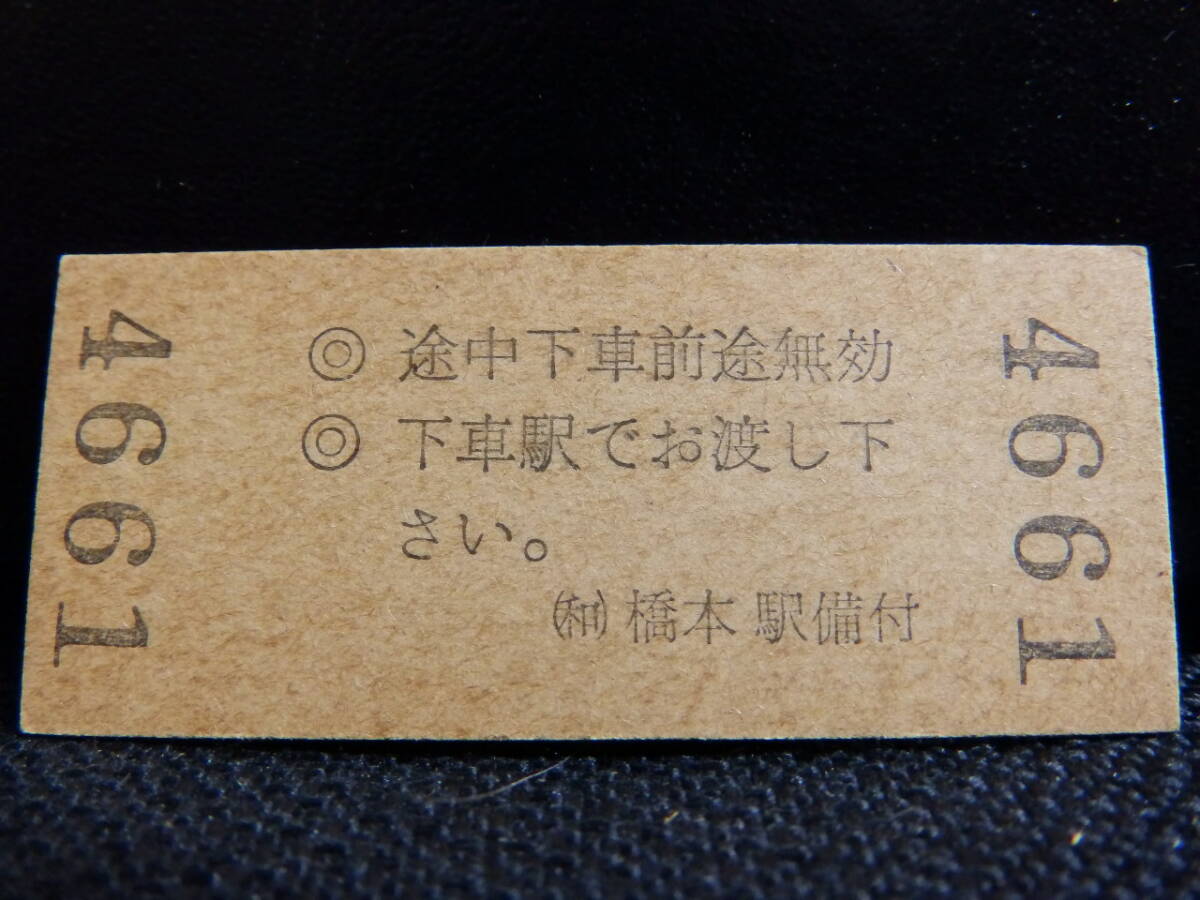 4661
◎ 途中下車前途無効
◎ 下車駅でお渡し下
さい。
㈿橋本駅備付
4661